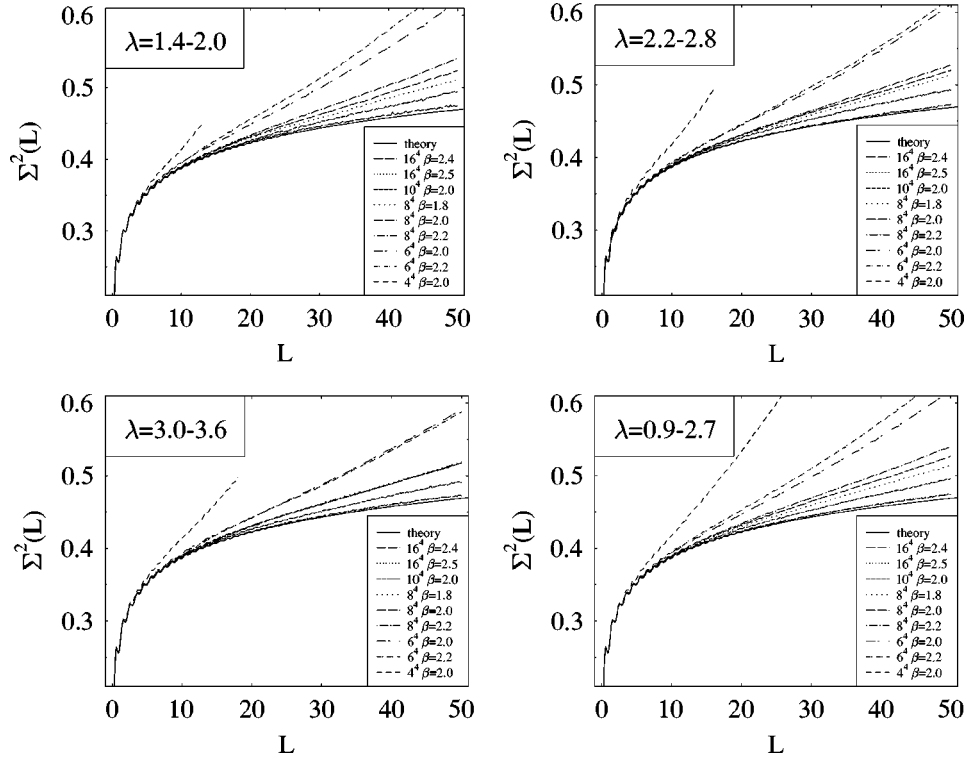 0.6
λ=1.4-2.0
0.5
Σ²(L)
0.4
0.3
theory
16⁴ β=2.4
16⁴ β=2.5
10⁴ β=2.0
8⁴ β=1.8
8⁴ β=2.0
8⁴ β=2.2
6⁴ β=2.0
6⁴ β=2.2
4⁴ β=2.0
0 10 20 30 40 50
L
0.6
λ=2.2-2.8
0.5
Σ²(L)
0.4
0.3
theory
16⁴ β=2.4
16⁴ β=2.5
10⁴ β=2.0
8⁴ β=1.8
8⁴ β=2.0
8⁴ β=2.2
6⁴ β=2.0
6⁴ β=2.2
4⁴ β=2.0
0 10 20 30 40 50
L
0.6
λ=3.0-3.6
0.5
Σ²(L)
0.4
0.3
theory
16⁴ β=2.4
16⁴ β=2.5
10⁴ β=2.0
8⁴ β=1.8
8⁴ β=2.0
8⁴ β=2.2
6⁴ β=2.0
6⁴ β=2.2
4⁴ β=2.0
0 10 20 30 40 50
L
0.6
λ=0.9-2.7
0.5
Σ²(L)
0.4
0.3
theory
16⁴ β=2.4
16⁴ β=2.5
10⁴ β=2.0
8⁴ β=1.8
8⁴ β=2.0
8⁴ β=2.2
6⁴ β=2.0
6⁴ β=2.2
4⁴ β=2.0
0 10 20 30 40 50
L